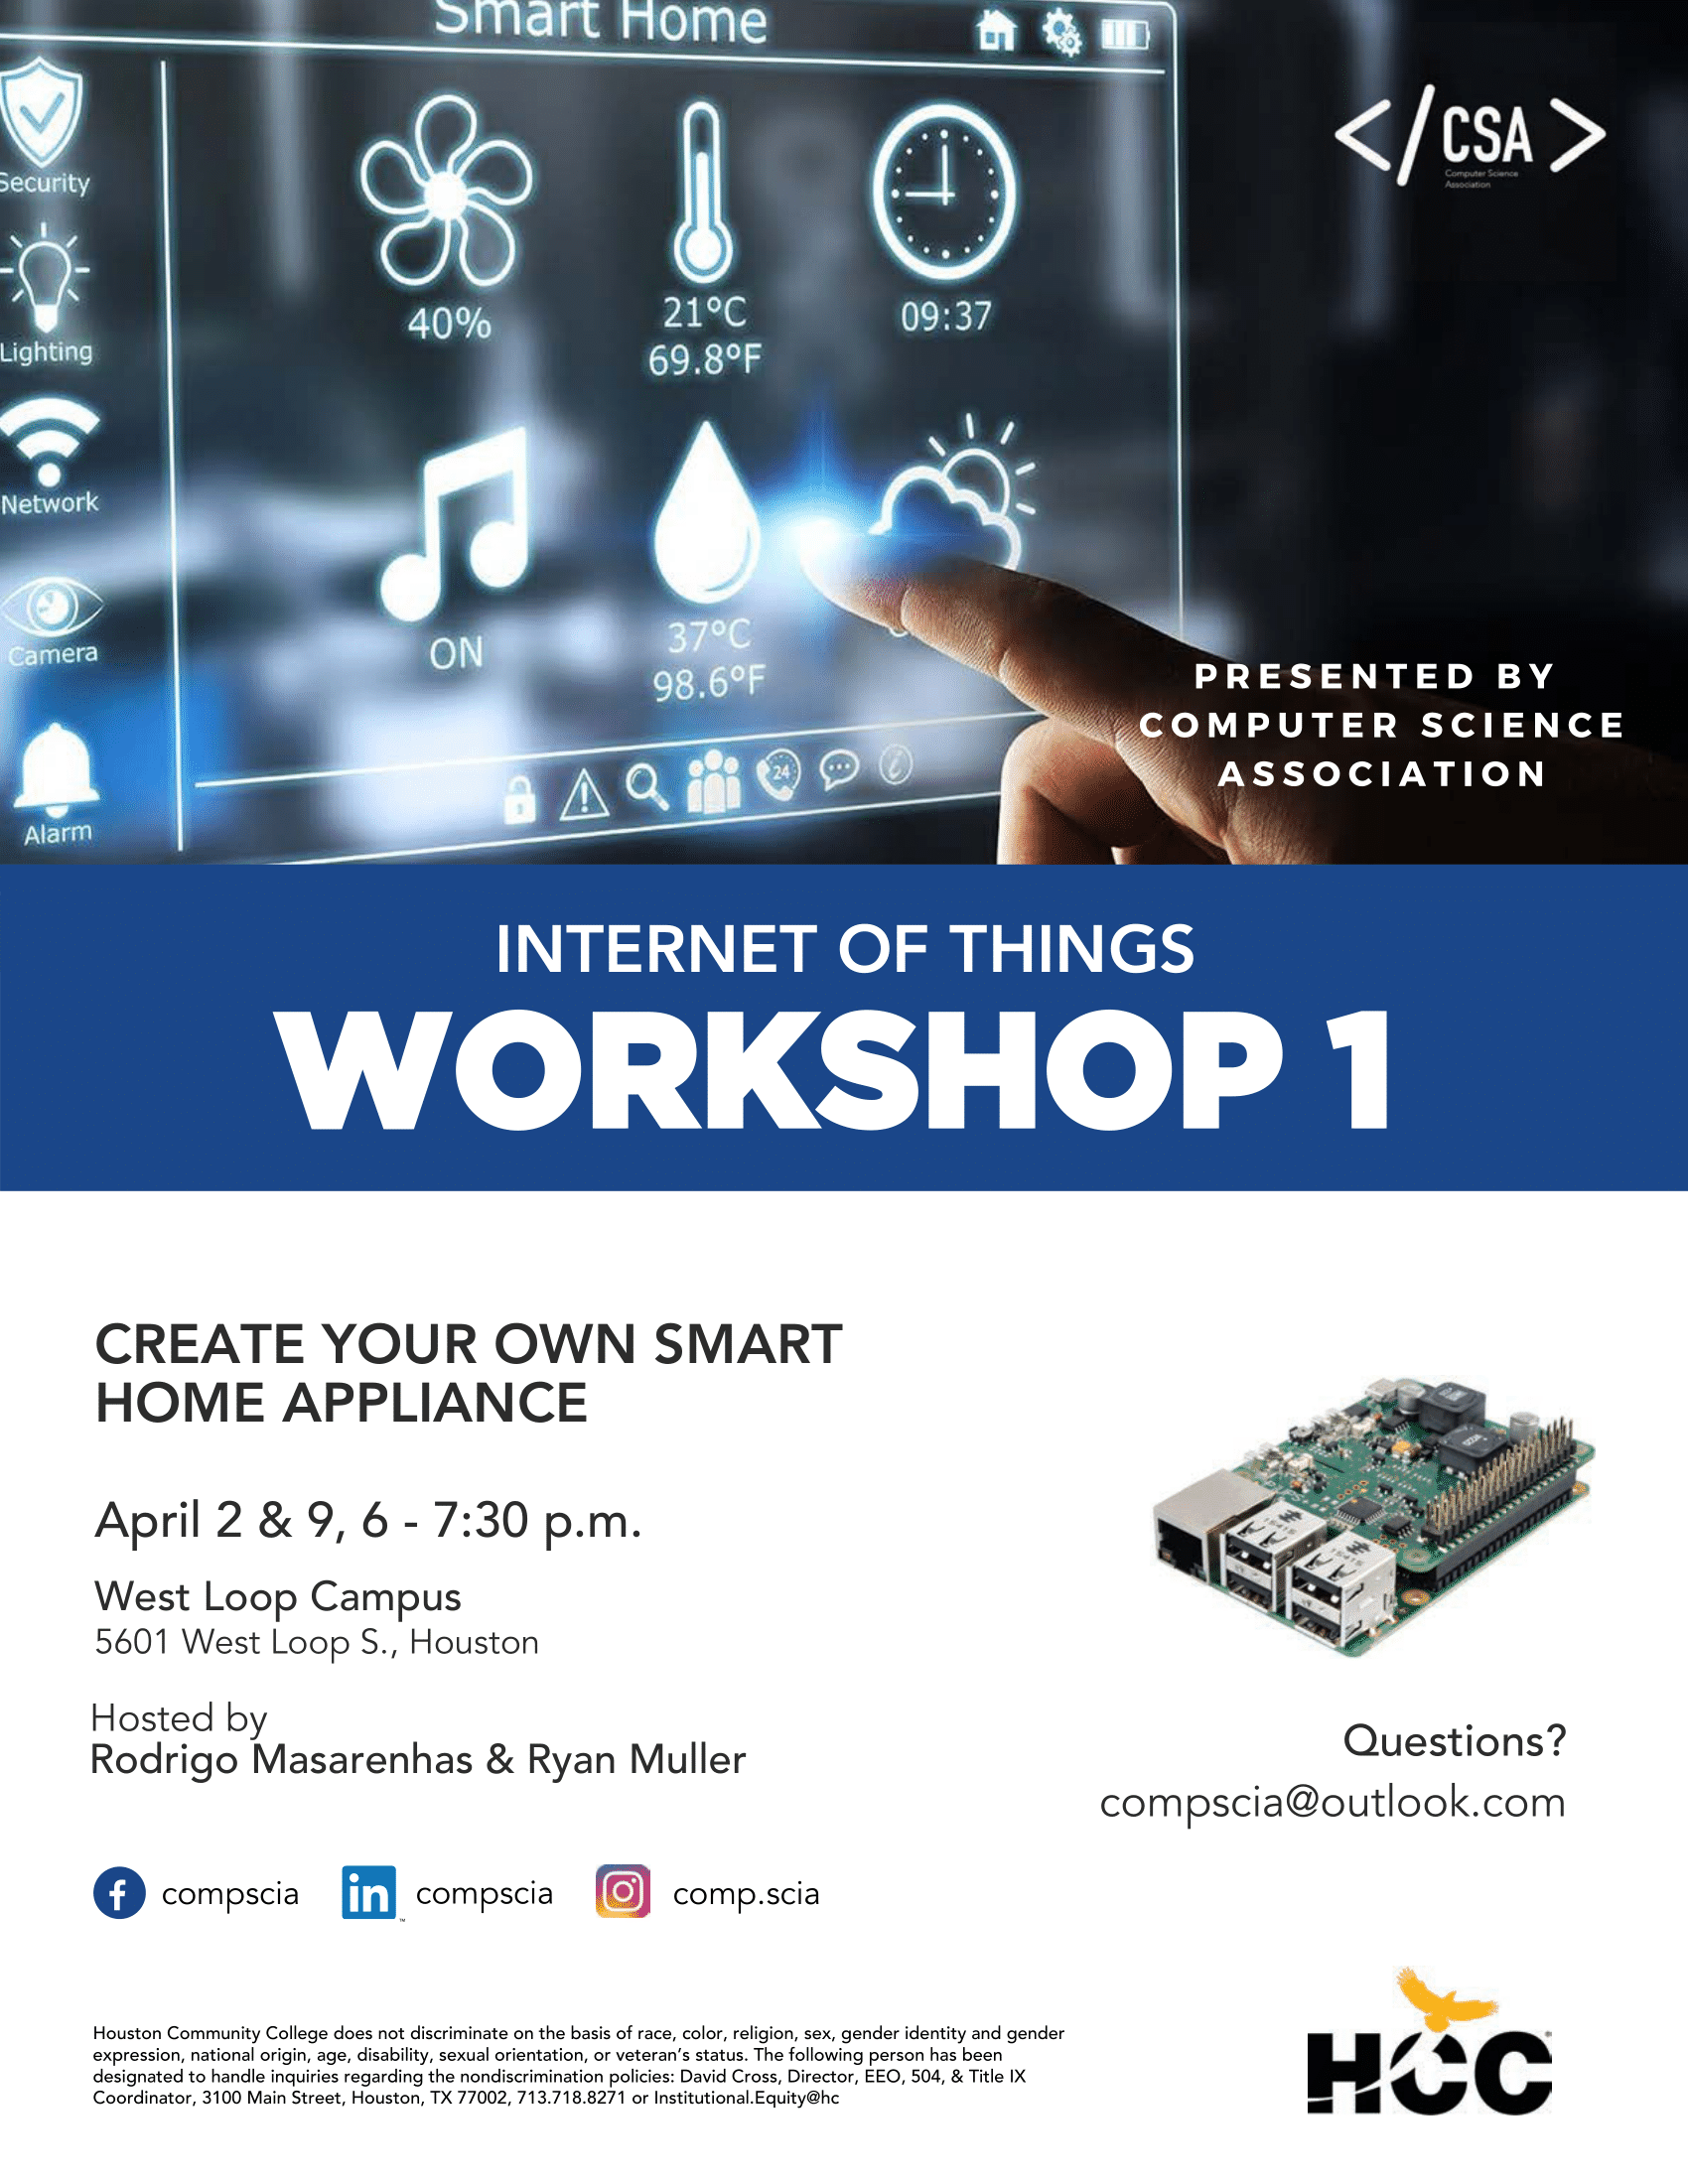 Smart Home
Security
Lighting
Network
Camera
Alarm
40%
21°C
69.8°F
09:37
ON
37°C
98.6°F
24
</CSA>
Computer Science
Association
PRESENTED BY
COMPUTER SCIENCE
ASSOCIATION
INTERNET OF THINGS
WORKSHOP 1
CREATE YOUR OWN SMART
HOME APPLIANCE
April 2 & 9, 6 - 7:30 p.m.
West Loop Campus
5601 West Loop S., Houston
Hosted by
Rodrigo Masarenhas & Ryan Muller
Questions?
compscia@outlook.com
compscia
in compscia
comp.scia
Houston Community College does not discriminate on the basis of race, color, religion, sex, gender identity and gender
expression, national origin, age, disability, sexual orientation, or veteran's status. The following person has been
designated to handle inquiries regarding the nondiscrimination policies: David Cross, Director, EEO, 504, & Title IX
Coordinator, 3100 Main Street, Houston, TX 77002, 713.718.8271 or Institutional.Equity@hc
HCC